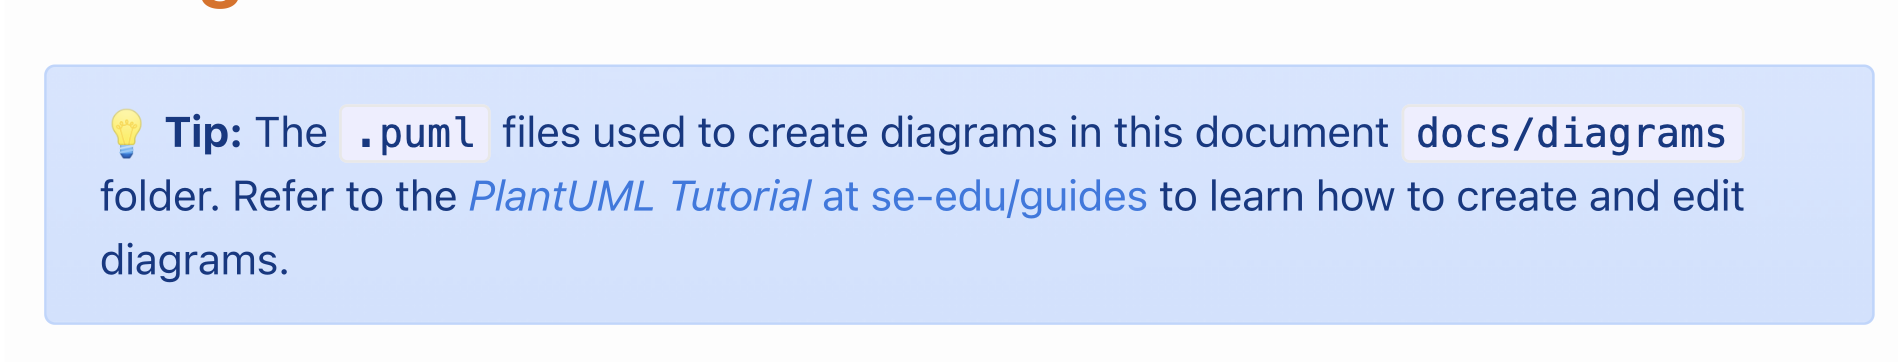 Tip: The .puml files used to create diagrams in this document docs/diagrams
folder. Refer to the PlantUML Tutorial at se-edu/guides to learn how to create and edit
diagrams.